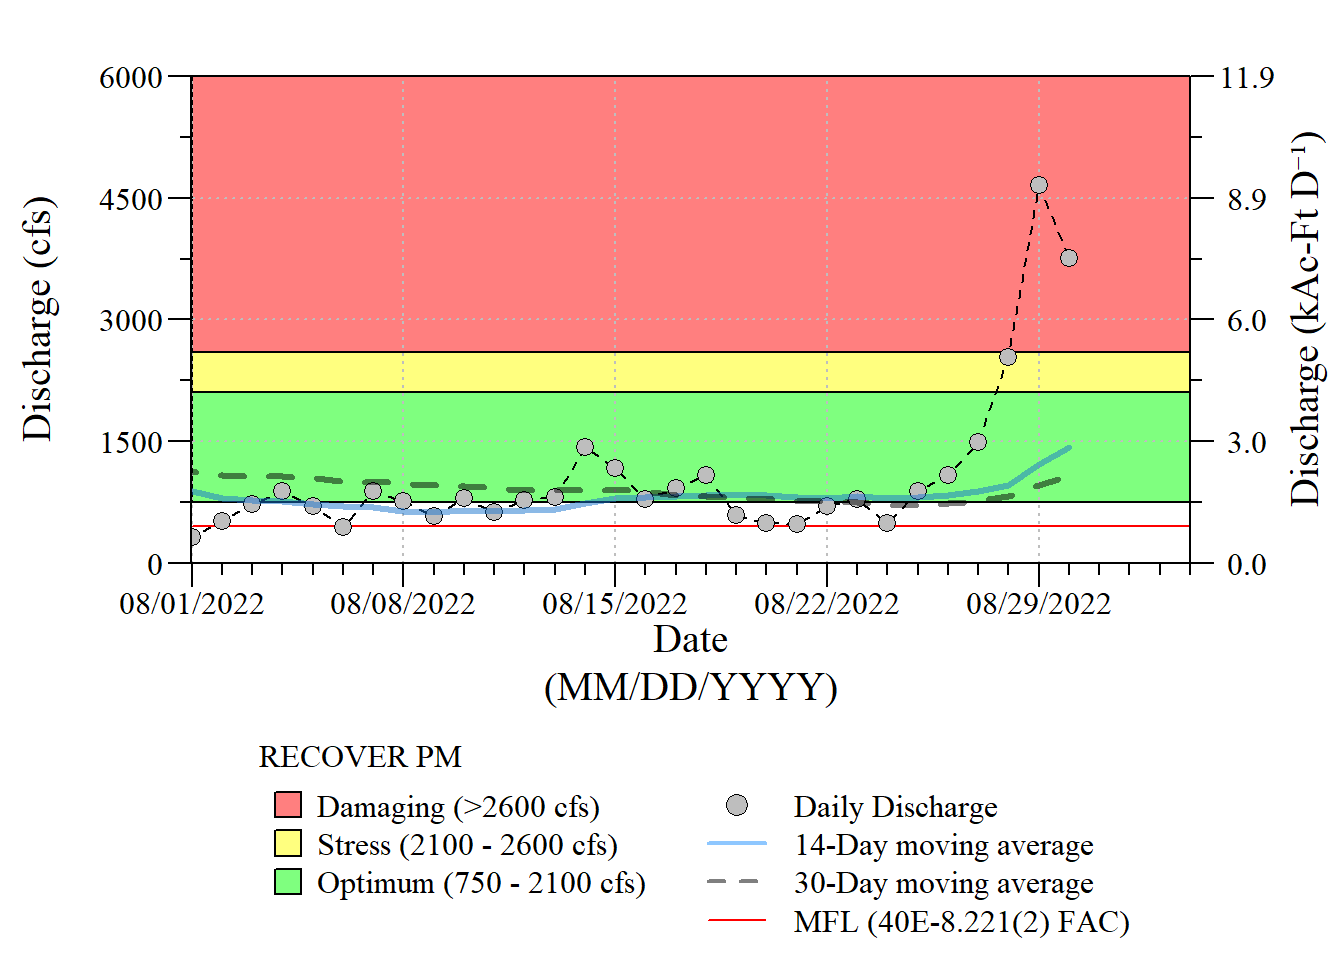 6000
4500
3000
1500
0
Discharge (cfs)
11.9
8.9
6.0
3.0
0.0
Discharge (kAc-Ft D⁻¹)
08/01/2022 08/08/2022 08/15/2022 08/22/2022 08/29/2022
Date
(MM/DD/YYYY)
RECOVER PM
Damaging (>2600 cfs)
Stress (2100 - 2600 cfs)
Optimum (750 - 2100 cfs)
Daily Discharge
14-Day moving average
30-Day moving average
MFL (40E-8.221(2) FAC)